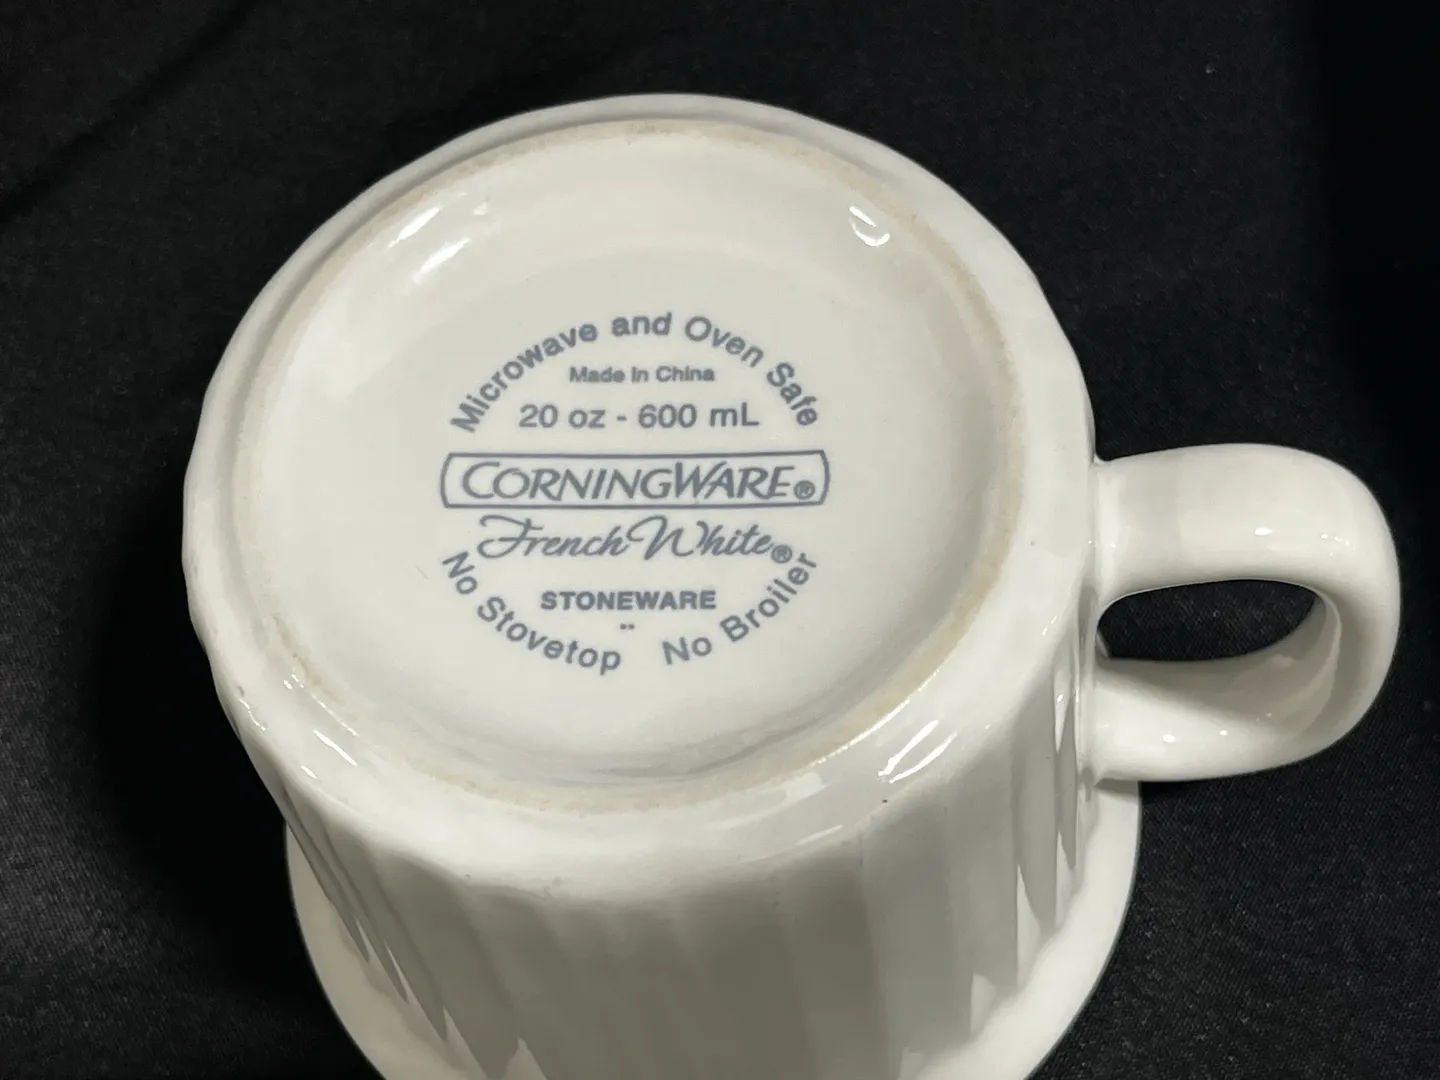 Microwave and Oven Safe
Made In China
20 oz - 600 mL
CORNINGWARE®
French White®
STONEWARE
No Stovetop No Broiler